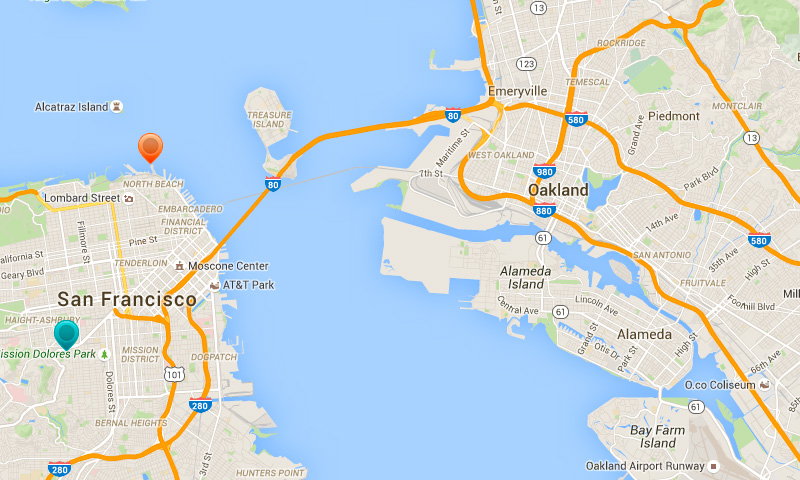 13
ROCKRIDGE
123
TEMESCAL
Emeryville
Alcatraz Island
TREASURE
ISLAND
80
580
Piedmont
MONTCLAIR
Grand Ave
13
Maritime St
WEST OAKLAND
7th St
980
Park Blvd
NORTH BEACH
80
Oakland
Lombard Street
EMBARCADERO
880
14th Ave
FINANCIAL
DISTRICT
Fillmore St
Pine St
61
580
California St
SAN ANTONIO
35th Ave
High St
TENDERLOIN
Moscone Center
Geary Blvd
Alameda
Island
FRUITVALE
AT&T Park
San Francisco
Central Ave
Lincoln Ave
61
Foothill Blvd
HAIGHT-ASHBURY
Grand St
Otis Dr
Park St
Alameda
High St
Mission Dolores Park
MISSION
DISTRICT
DOGPATCH
66th Ave
101
Dolores St
O.co Coliseum
280
61
85th
BERNAL HEIGHTS
Bay Farm
Island
3rd St
280
HUNTERS POINT
Oakland Airport Runway